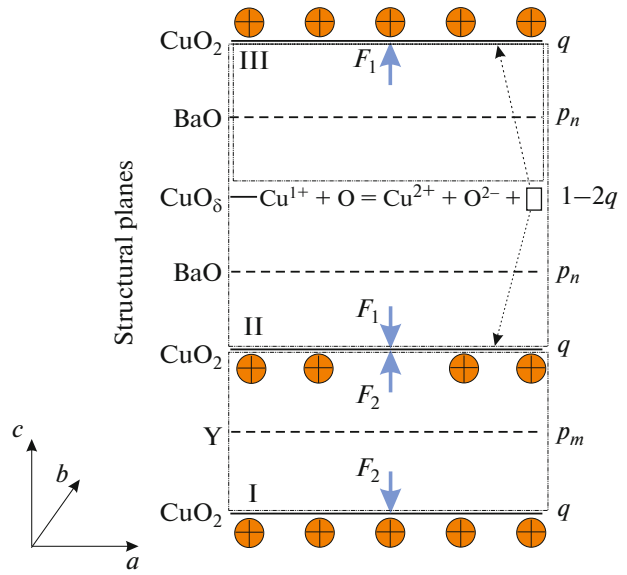 CuO₂ q
III F₁
BaO pₙ
CuOδ Cu¹⁺ + O = Cu²⁺ + O²⁻ + 1−2q
BaO pₙ
F₁
II
CuO₂ q
F₂
Y pₘ
F₂
I
CuO₂ q
Structural planes
c
b
a